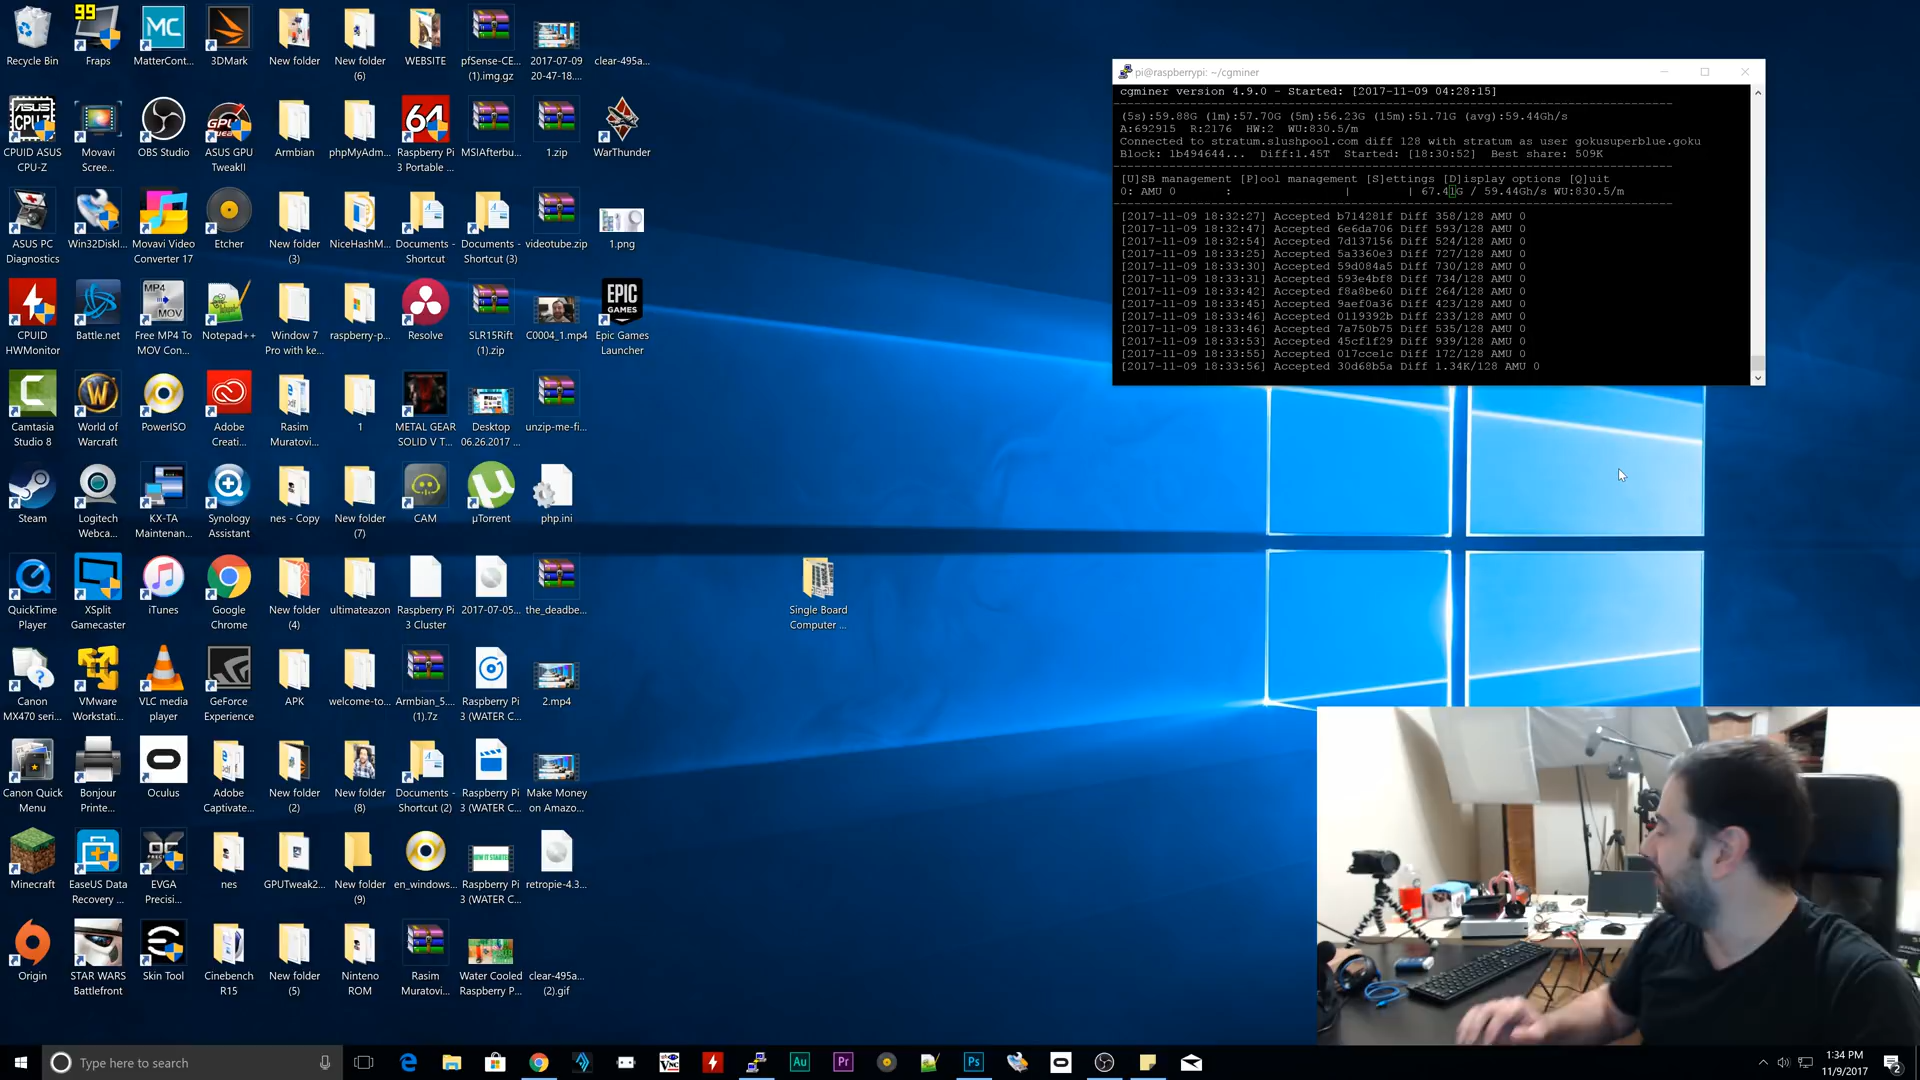 99
Recycle Bin
Fraps
MatterCont...
3DMark
New folder
New folder
(6)
WEBSITE
pfSense-CE...
(1).img.gz
2017-07-09
20-47-18....
clear-495a...
CPUID ASUS
CPU-Z
Movavi
Scree...
OBS Studio
ASUS GPU
TweakII
Armbian
phpMyAdm...
Raspberry Pi
3 Portable ...
MSIAfterbu...
1.zip
WarThunder
ASUS PC
Diagnostics
Win32DiskI...
Movavi Video
Converter 17
Etcher
New folder
(3)
NiceHashM...
Documents -
Shortcut
Documents -
Shortcut (3)
videotube.zip
1.png
CPUID
HWMonitor
Battle.net
Free MP4 To
MOV Con...
Notepad++
Window 7
Pro with ke...
raspberry-p...
Resolve
SLR15Rift
(1).zip
C0004_1.mp4
Epic Games
Launcher
Camtasia
Studio 8
World of
Warcraft
PowerISO
Adobe
Creati...
Rasim
Muratovi...
1
METAL GEAR
SOLID V T...
Desktop
06.26.2017 ...
unzip-me-fi...
Steam
Logitech
Webca...
KX-TA
Maintenan...
Synology
Assistant
nes - Copy
New folder
(7)
CAM
µTorrent
php.ini
QuickTime
Player
XSplit
Gamecaster
iTunes
Google
Chrome
New folder
(4)
ultimateazon
Raspberry Pi
3 Cluster
2017-07-05...
the_deadbe...
Single Board
Computer ...
Canon
MX470 seri...
VMware
Workstati...
VLC media
player
GeForce
Experience
APK
welcome-to...
Armbian_5....
(1).7z
Raspberry Pi
3 (WATER C...
2.mp4
Canon Quick
Menu
Bonjour
Printe...
Oculus
Adobe
Captivate...
New folder
(2)
New folder
(8)
Documents -
Shortcut (2)
Raspberry Pi
3 (WATER C...
Make Money
on Amazo...
Minecraft
EaseUS Data
Recovery ...
EVGA
Precisi...
nes
GPUTweak2...
New folder
(9)
en_windows...
Raspberry Pi
3 (WATER C...
retropie-4.3...
Origin
STAR WARS
Battlefront
Skin Tool
Cinebench
R15
New folder
(5)
Ninteno
ROM
Rasim
Muratovi...
Water Cooled
Raspberry P...
clear-495a...
(2).gif
pi@raspberrypi: ~/cgminer
cgminer version 4.9.0 - Started: [2017-11-09 04:28:15]
(5s):59.88G (1m):57.70G (5m):56.23G (15m):51.71G (avg):59.44Gh/s
A:692915 R:2176 HW:2 WU:830.5/m
Connected to stratum.slushpool.com diff 128 with stratum as user gokusuperblue.goku
Block: 1b494644... Diff:1.45T Started: [18:30:52] Best share: 509K
[U]SB management [P]ool management [S]ettings [D]isplay options [Q]uit
0: AMU 0 : | | 67.41G / 59.44Gh/s WU:830.5/m
[2017-11-09 18:32:27] Accepted b714281f Diff 358/128 AMU 0
[2017-11-09 18:32:47] Accepted 6e6da706 Diff 593/128 AMU 0
[2017-11-09 18:32:54] Accepted 7d137156 Diff 524/128 AMU 0
[2017-11-09 18:33:25] Accepted 5a3360e3 Diff 727/128 AMU 0
[2017-11-09 18:33:30] Accepted 59d084a5 Diff 730/128 AMU 0
[2017-11-09 18:33:31] Accepted 593e4bf8 Diff 734/128 AMU 0
[2017-11-09 18:33:42] Accepted f8a8be60 Diff 264/128 AMU 0
[2017-11-09 18:33:45] Accepted 9aef0a36 Diff 423/128 AMU 0
[2017-11-09 18:33:46] Accepted 0119392b Diff 233/128 AMU 0
[2017-11-09 18:33:46] Accepted 7a750b75 Diff 535/128 AMU 0
[2017-11-09 18:33:53] Accepted 45cf1f29 Diff 939/128 AMU 0
[2017-11-09 18:33:55] Accepted 017cce1c Diff 172/128 AMU 0
[2017-11-09 18:33:56] Accepted 30d68b5a Diff 1.34K/128 AMU 0
Type here to search
1:34 PM
11/9/2017
2